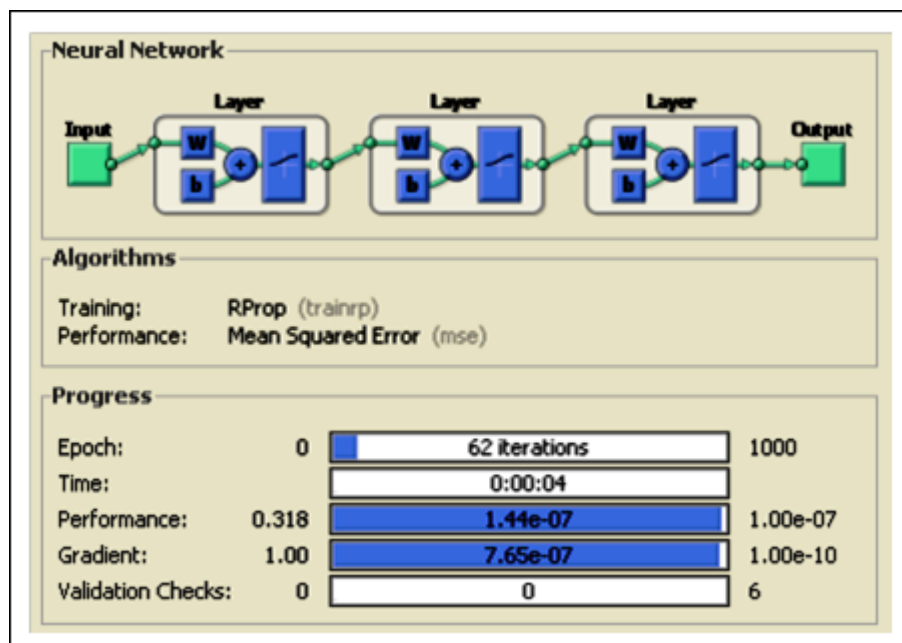 Neural Network
Layer Layer Layer
Input Output
W W W
+ + +
b b b
Algorithms
Training: RProp (trainrp)
Performance: Mean Squared Error (mse)
Progress
Epoch: 0 62 iterations 1000
Time: 0:00:04
Performance: 0.318 1.44e-07 1.00e-07
Gradient: 1.00 7.65e-07 1.00e-10
Validation Checks: 0 0 6